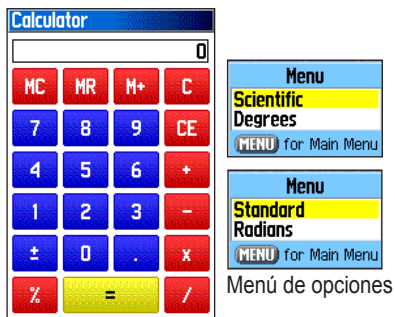 Calculator
0
MC MR M+ C
7 8 9 CE
4 5 6 +
1 2 3 -
± 0 . x
% = /
Menu
Scientific
Degrees
MENU for Main Menu
Menu
Standard
Radians
MENU for Main Menu
Menú de opciones